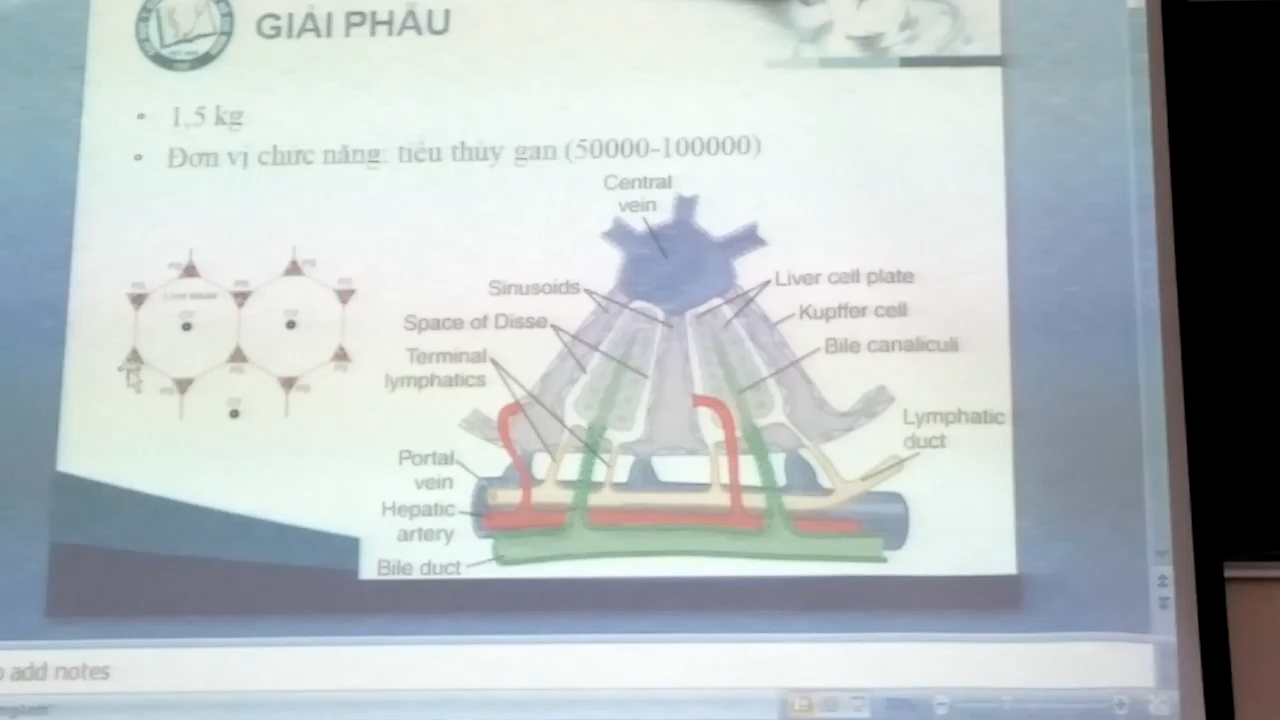 GIẢI PHẪU
1,5 kg
Đơn vị chức năng: tiểu thùy gan (50000-100000)
Central
vein
Sinusoids
Liver cell plate
Space of Disse
Kupffer cell
Terminal
lymphatics
Bile canaliculi
Lymphatic
duct
Portal
vein
Hepatic
artery
Bile duct
add notes